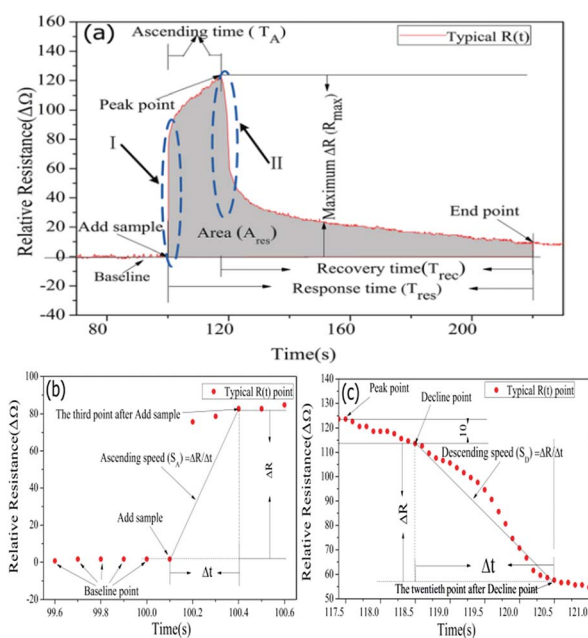 (a)
Ascending time ( T_A )
Typical R(t)
Relative Resistance(ΔΩ)
140
120
100
80
60
40
20
0
-20
-40
Peak point
I
II
Maximum ΔR (R_max)
Add sample
Area (A_res)
End point
Baseline
Recovery time(T_rec)
Response time (T_res)
80
120
160
200
Time(s)
(b)
Typical R(t) point
Relative Resistance(ΔΩ)
100
80
60
40
20
0
-20
The third point after Add sample
Ascending speed (S_A)=ΔR/Δt
ΔR
Add sample
Δt
Baseline point
99.6
99.8
100.0
100.2
100.4
100.6
Time(s)
(c)
Typical R(t) point
Relative Resistance(ΔΩ)
130
120
110
100
90
80
70
60
50
Peak point
Decline point
10
Descending speed (S_D)=ΔR/Δt
ΔR
Δt
The twentieth point after Decline point
117.5
118.0
118.5
119.0
119.5
120.0
120.5
121.0
Time(s)